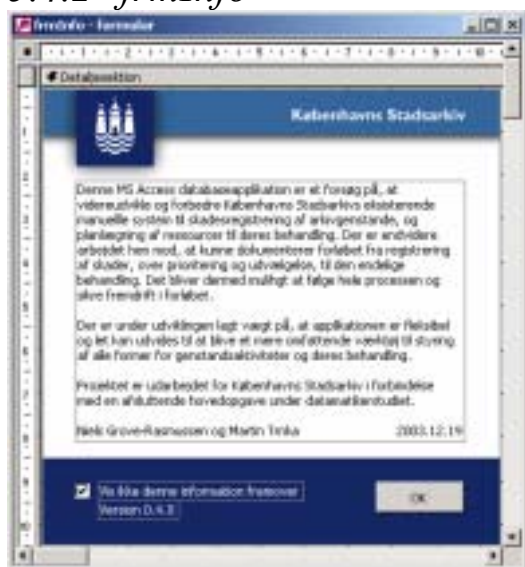 frmInfo - formular
Detaljesektion
Københavns Stadsarkiv
Denne MS Access databaseapplikation er et forsøg på, at
videreudvikle og forbedre Københavns Stadsarkivs eksisterende
manuelle system til skadesregistrering af arkivgenstande, og
planlægning af ressourcer til deres behandling. Der er endvidere
arbejdet hen mod, at kunne dokumenterer forløbet fra registrering
af skader, over prioritering og udvælgelse, til den endelige
behandling. Det bliver dermed muligt at følge hele processen og
sikre fremdrift i forløbet.
Der er under udviklingen lagt vægt på, at applikationen er fleksibel
og let kan udvides til at blive et mere omfattende værktøj til styring
af alle former for genstandsaktiviteter og deres behandling.
Projektet er udarbejdet for Københavns Stadsarkiv i forbindelse
med en afsluttende hovedopgave under datamatikerstudiet.
Niels Grove-Rasmussen og Martin Trnka 2003.12.19
Vis ikke denne information fremover
OK
Version 0.4.0